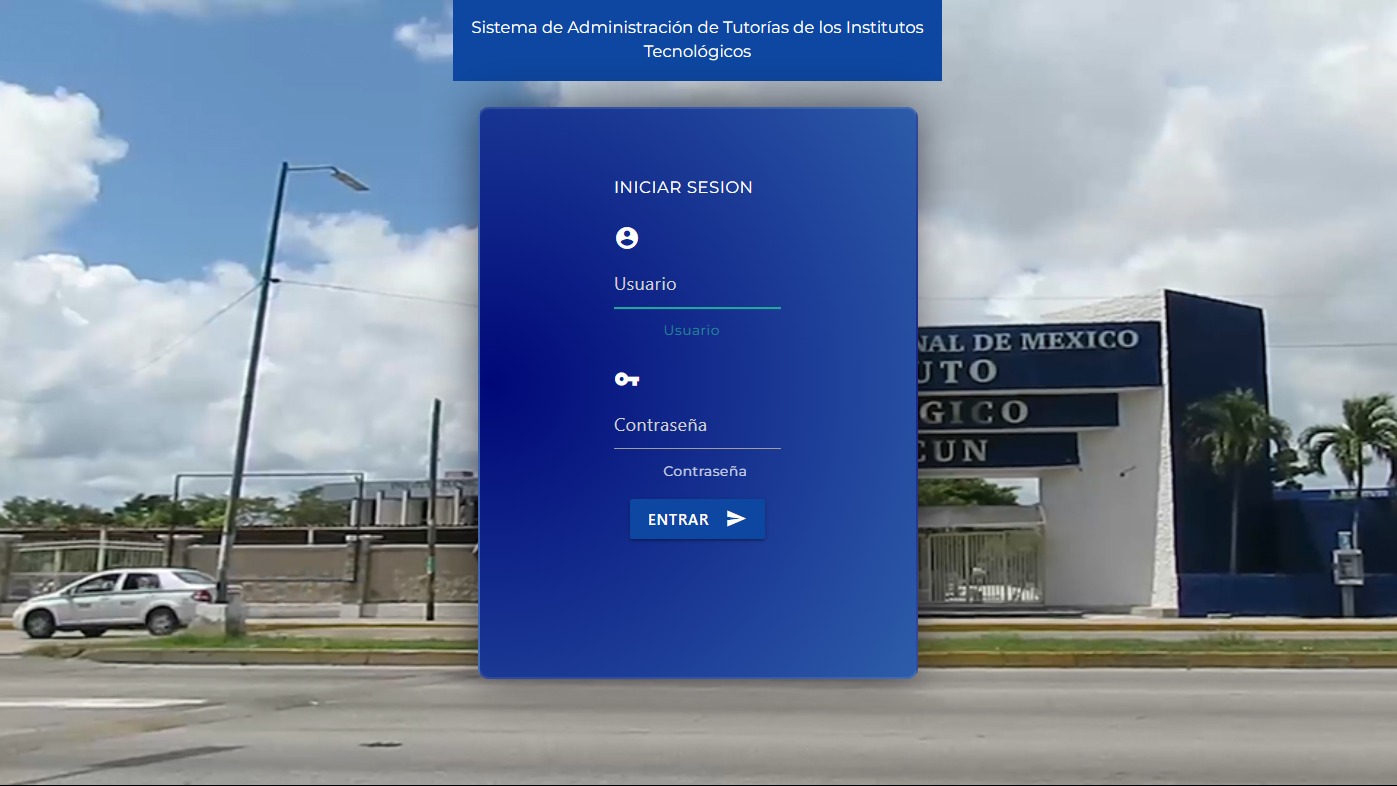 Sistema de Administración de Tutorías de los Institutos
Tecnológicos
INICIAR SESION
Usuario
Usuario
Contraseña
Contraseña
ENTRAR
NAL DE MEXICO
UTO
GICO
CUN